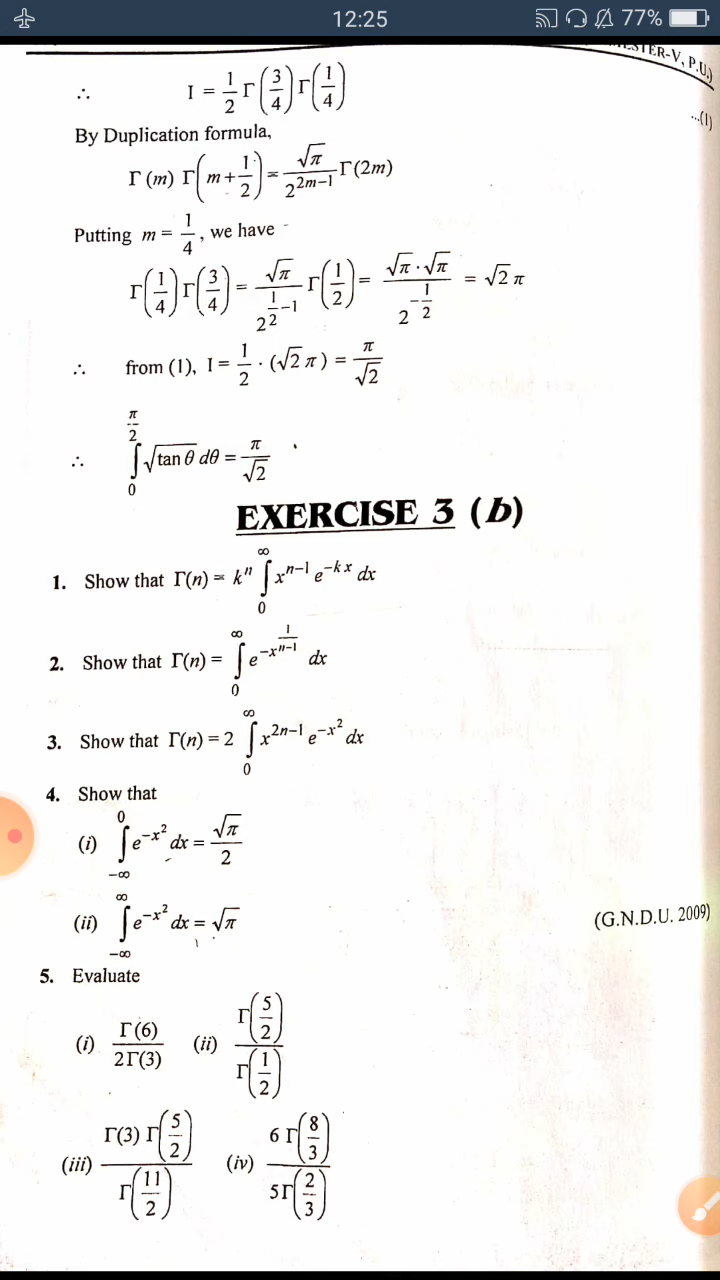 12:25 77%
ESTER-V, P.U.)
...(1)
∴ I = 1/2 Γ(3/4) Γ(1/4)
By Duplication formula,
Γ(m) Γ(m + 1/2) = √π / 2^(2m–1) Γ(2m)
Putting m = 1/4, we have
Γ(1/4) Γ(3/4) = √π / 2^(1/2 – 1) Γ(1/2) = √π · √π / 2^(–1/2) = √2 π
∴ from (1), I = 1/2 · (√2 π) = π/√2
∴ ∫₀^(π/2) √tan θ dθ = π/√2
EXERCISE 3 (b)
1. Show that Γ(n) = kⁿ ∫₀^∞ x^(n–1) e^(–kx) dx
2. Show that Γ(n) = ∫₀^∞ e^(–x^(1/(n–1))) dx
3. Show that Γ(n) = 2 ∫₀^∞ x^(2n–1) e^(–x²) dx
4. Show that
(i) ∫_(–∞)^0 e^(–x²) dx = √π/2
(ii) ∫_(–∞)^∞ e^(–x²) dx = √π (G.N.D.U. 2009)
5. Evaluate
(i) Γ(6) / 2Γ(3) (ii) Γ(5/2) / Γ(1/2)
(iii) Γ(3) Γ(5/2) / Γ(11/2) (iv) 6 Γ(8/3) / 5Γ(2/3)